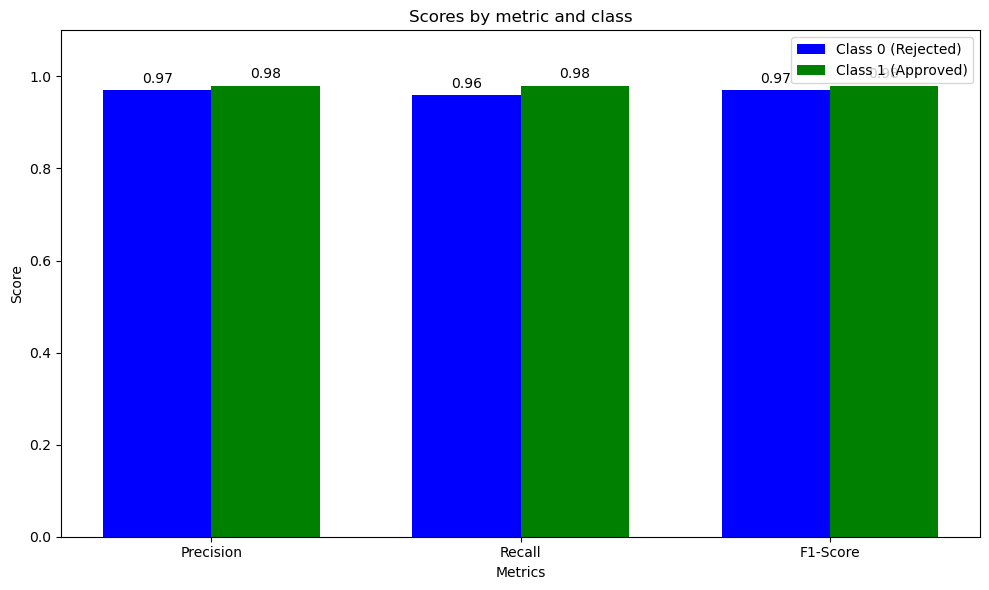 Scores by metric and class
Class 0 (Rejected)
Class 1 (Approved)
0.97
0.98
0.96
0.98
0.97
1.0
0.8
0.6
0.4
0.2
0.0
Score
Precision
Recall
F1-Score
Metrics